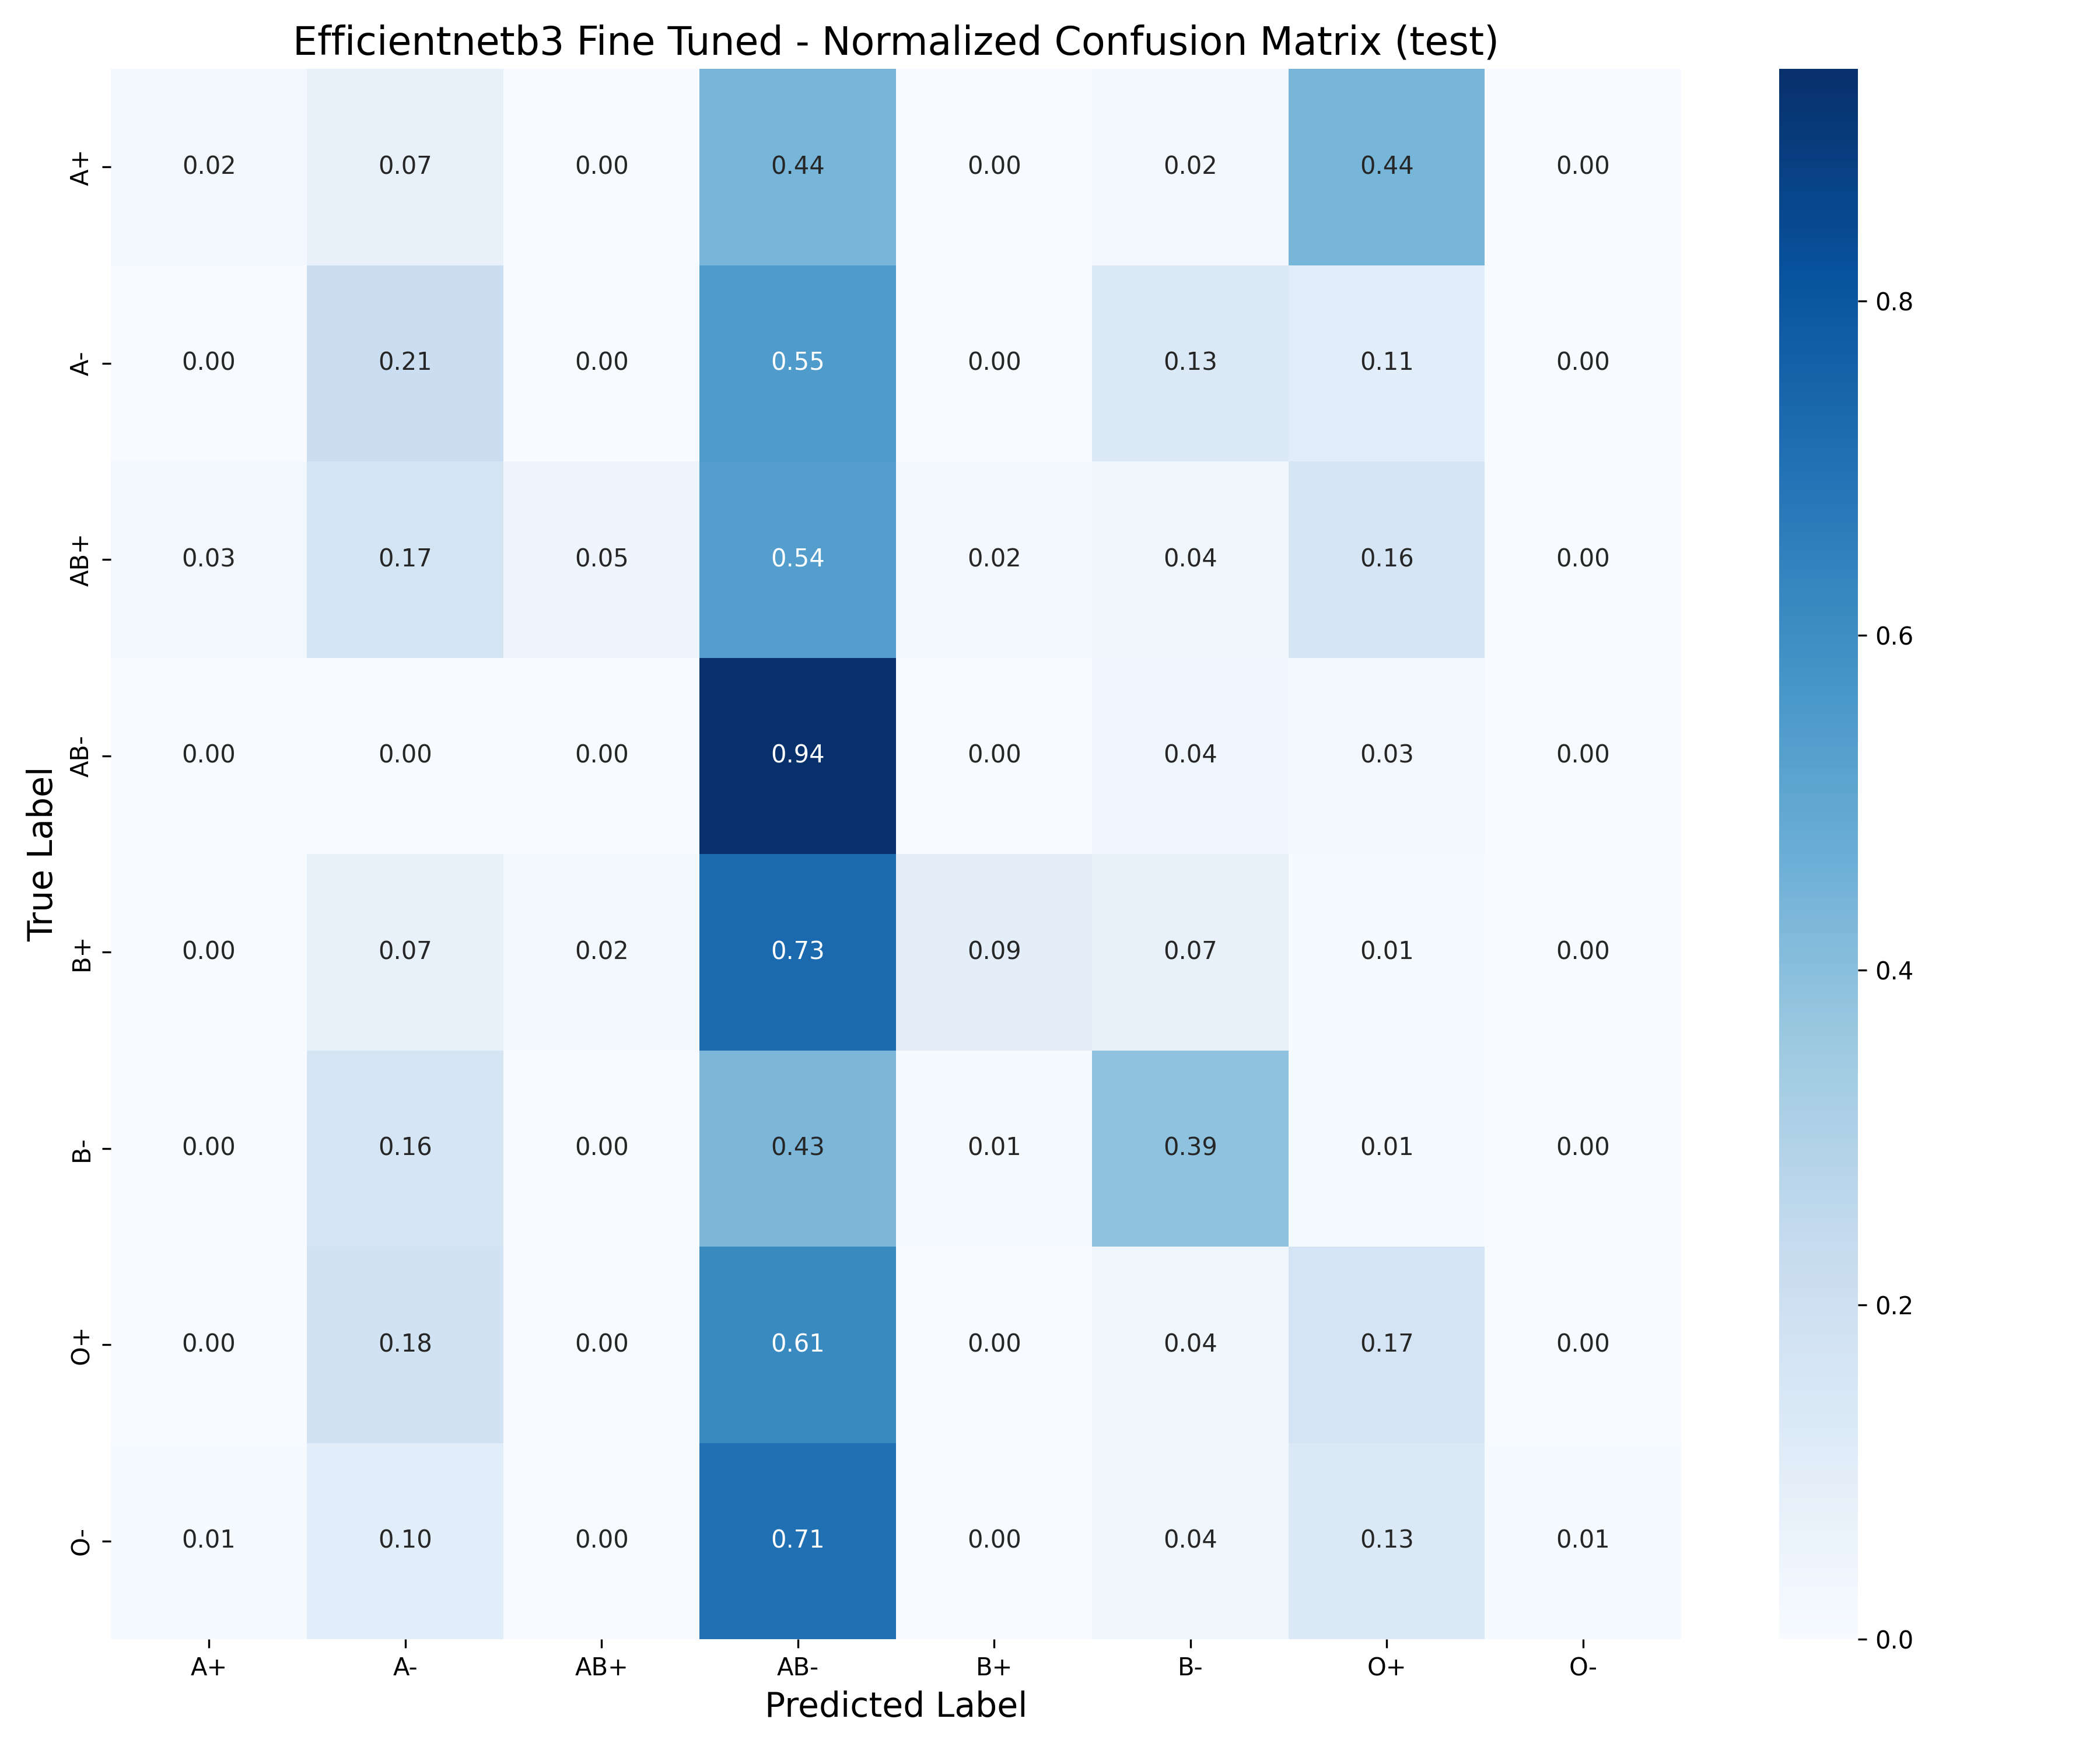 Efficientnetb3 Fine Tuned - Normalized Confusion Matrix (test)
True Label
A+ 0.02 0.07 0.00 0.44 0.00 0.02 0.44 0.00
A- 0.00 0.21 0.00 0.55 0.00 0.13 0.11 0.00
AB+ 0.03 0.17 0.05 0.54 0.02 0.04 0.16 0.00
AB- 0.00 0.00 0.00 0.94 0.00 0.04 0.03 0.00
B+ 0.00 0.07 0.02 0.73 0.09 0.07 0.01 0.00
B- 0.00 0.16 0.00 0.43 0.01 0.39 0.01 0.00
O+ 0.00 0.18 0.00 0.61 0.00 0.04 0.17 0.00
O- 0.01 0.10 0.00 0.71 0.00 0.04 0.13 0.01
A+ A- AB+ AB- B+ B- O+ O-
Predicted Label
0.8
0.6
0.4
0.2
0.0